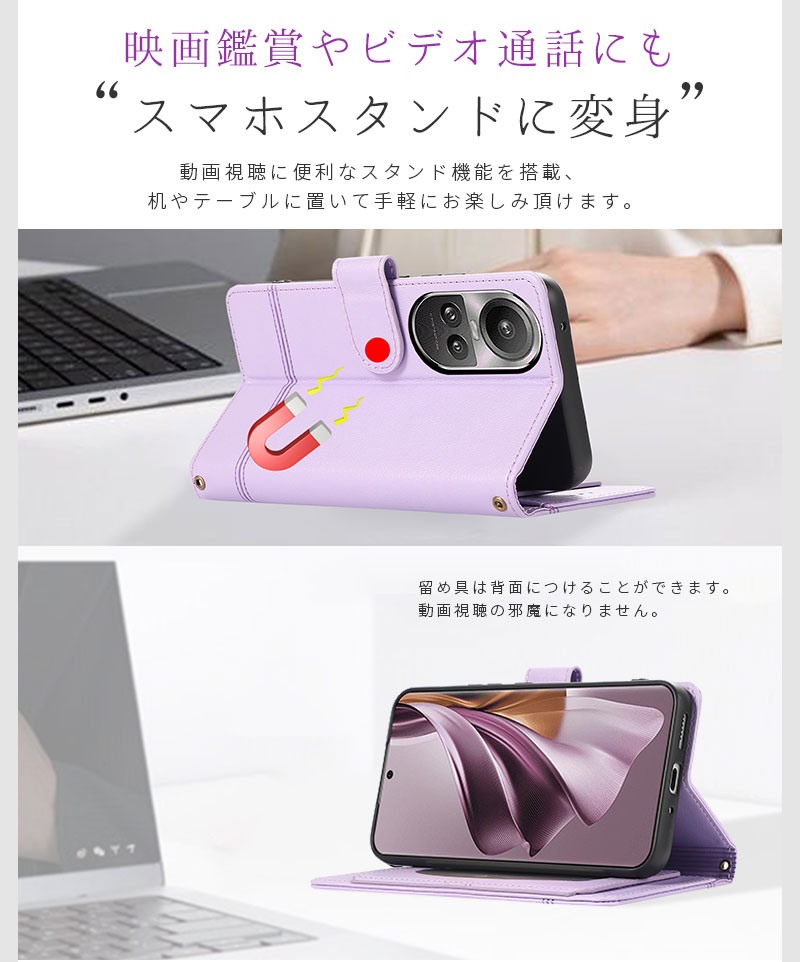 映画鑑賞やビデオ通話にも
“スマホスタンドに変身”
動画視聴に便利なスタンド機能を搭載、
机やテーブルに置いて手軽にお楽しみ頂けます。
留め具は背面につけることができます。
動画視聴の邪魔になりません。